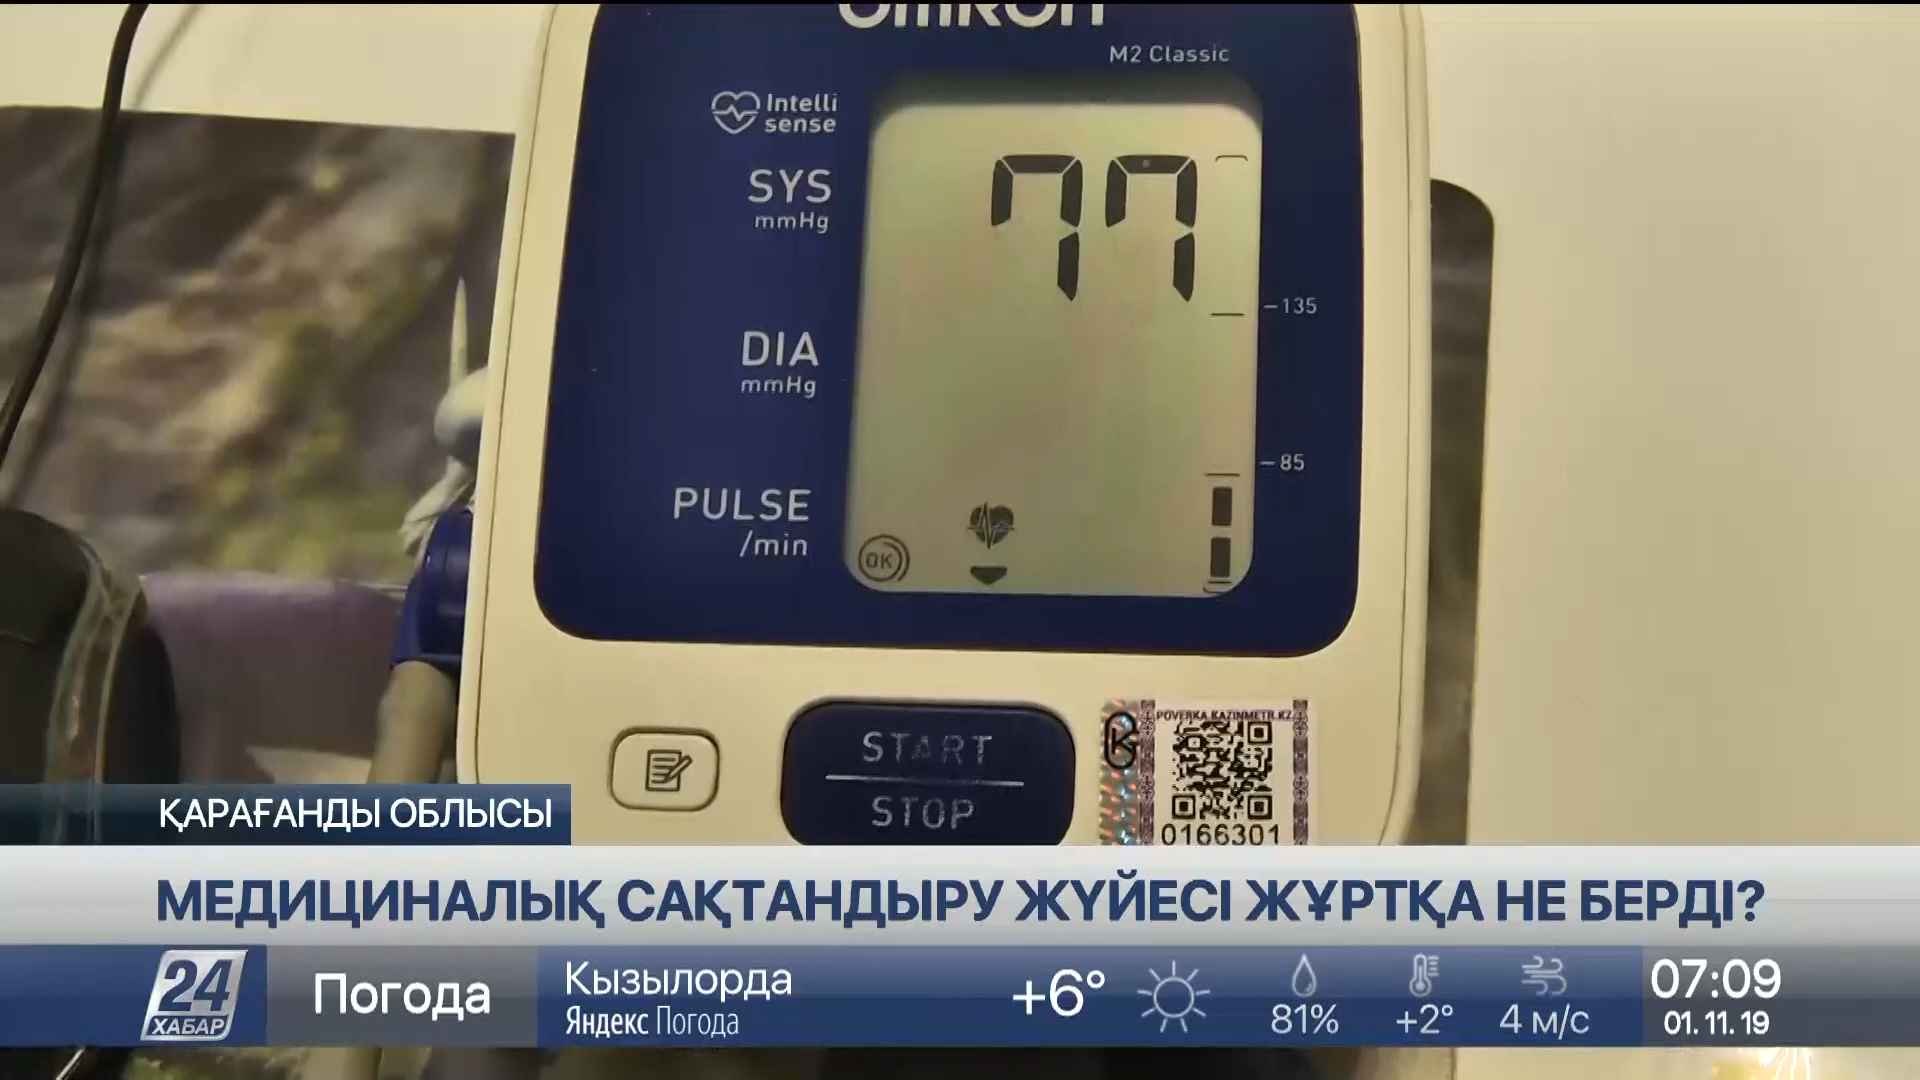 OMRON
M2 Classic
Intelli
sense
SYS
mmHg
77
-135
DIA
mmHg
-85
PULSE
/min
OK
START
STOP
POVERKA KAZINMETR.KZ
0166301
ҚАРАҒАНДЫ ОБЛЫСЫ
МЕДИЦИНАЛЫҚ САҚТАНДЫРУ ЖҮЙЕСІ ЖҰРТҚА НЕ БЕРДІ?
24
ХАБАР
Погода
Кызылорда
Яндекс Погода
+6°
81%
+2°
4 м/с
07:09
01.11.19